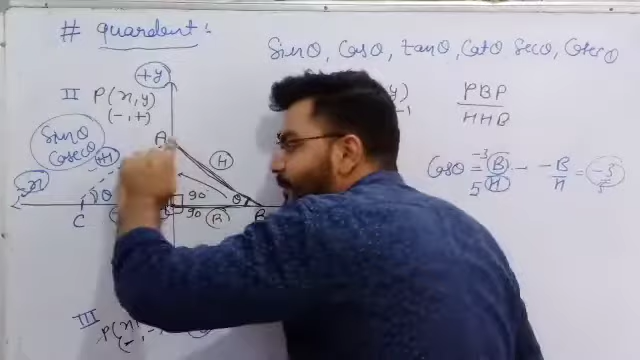 # quardent :
Sinθ, Cosθ, tanθ, Cotθ Secθ, Cosecθ
+y
II P(x,y)
(-,+)
y)
PBP
HHB
Sinθ
Cosecθ
A
H
+H
Cosθ = -3 B - -B/H = -3
5 H
-x
θ
90°
θ
C
90
B
B
III
P(x
(-, -